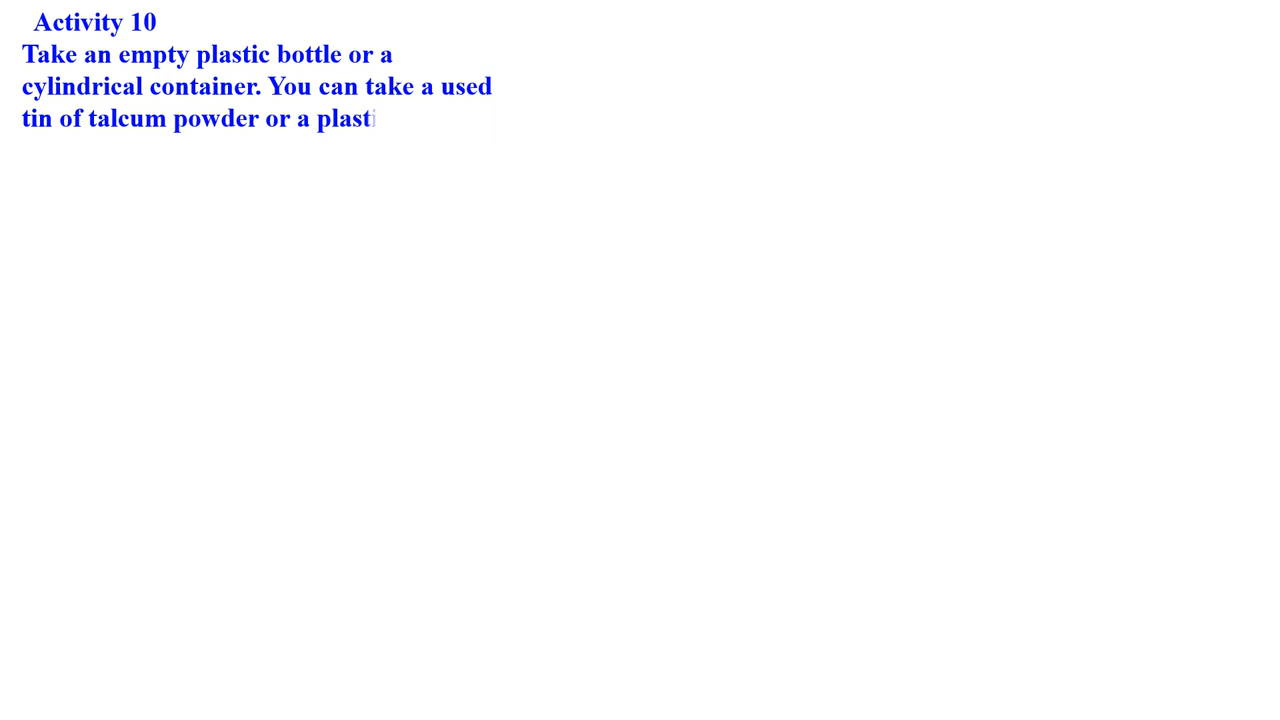 Activity 10
Take an empty plastic bottle or a
cylindrical container. You can take a used
tin of talcum powder or a plasti